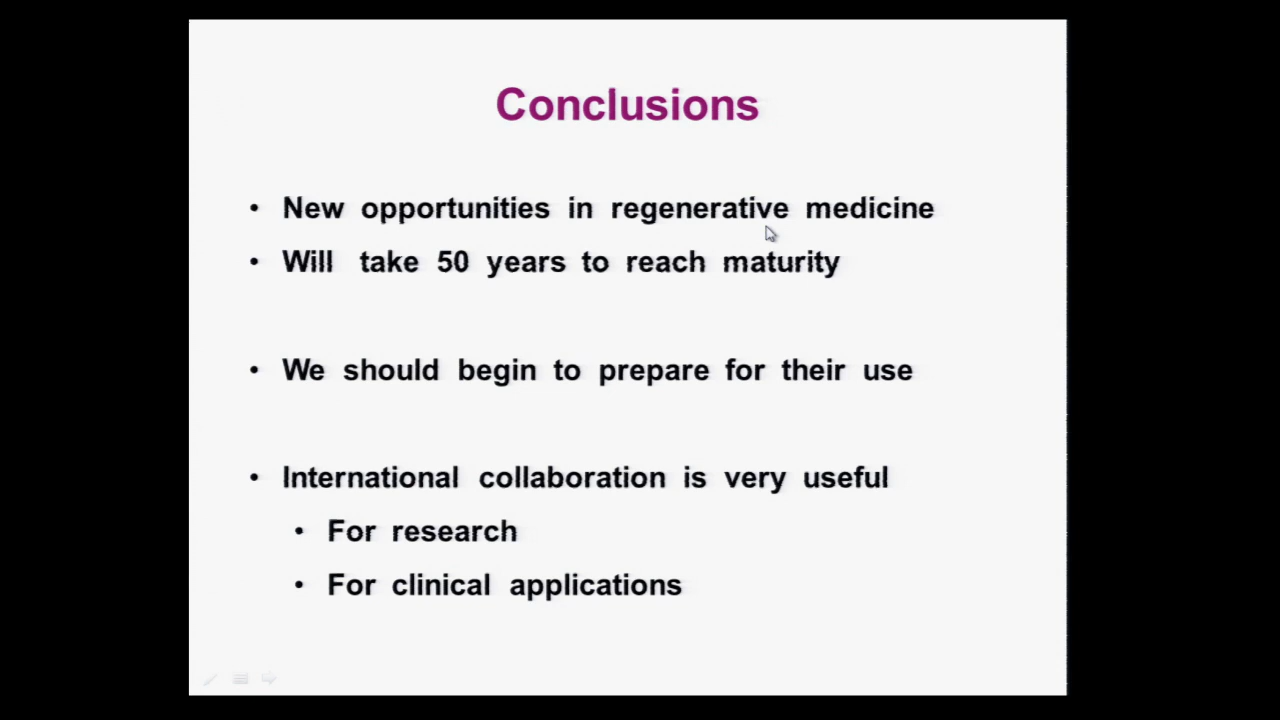 Conclusions
• New opportunities in regenerative medicine
• Will take 50 years to reach maturity
• We should begin to prepare for their use
• International collaboration is very useful
• For research
• For clinical applications